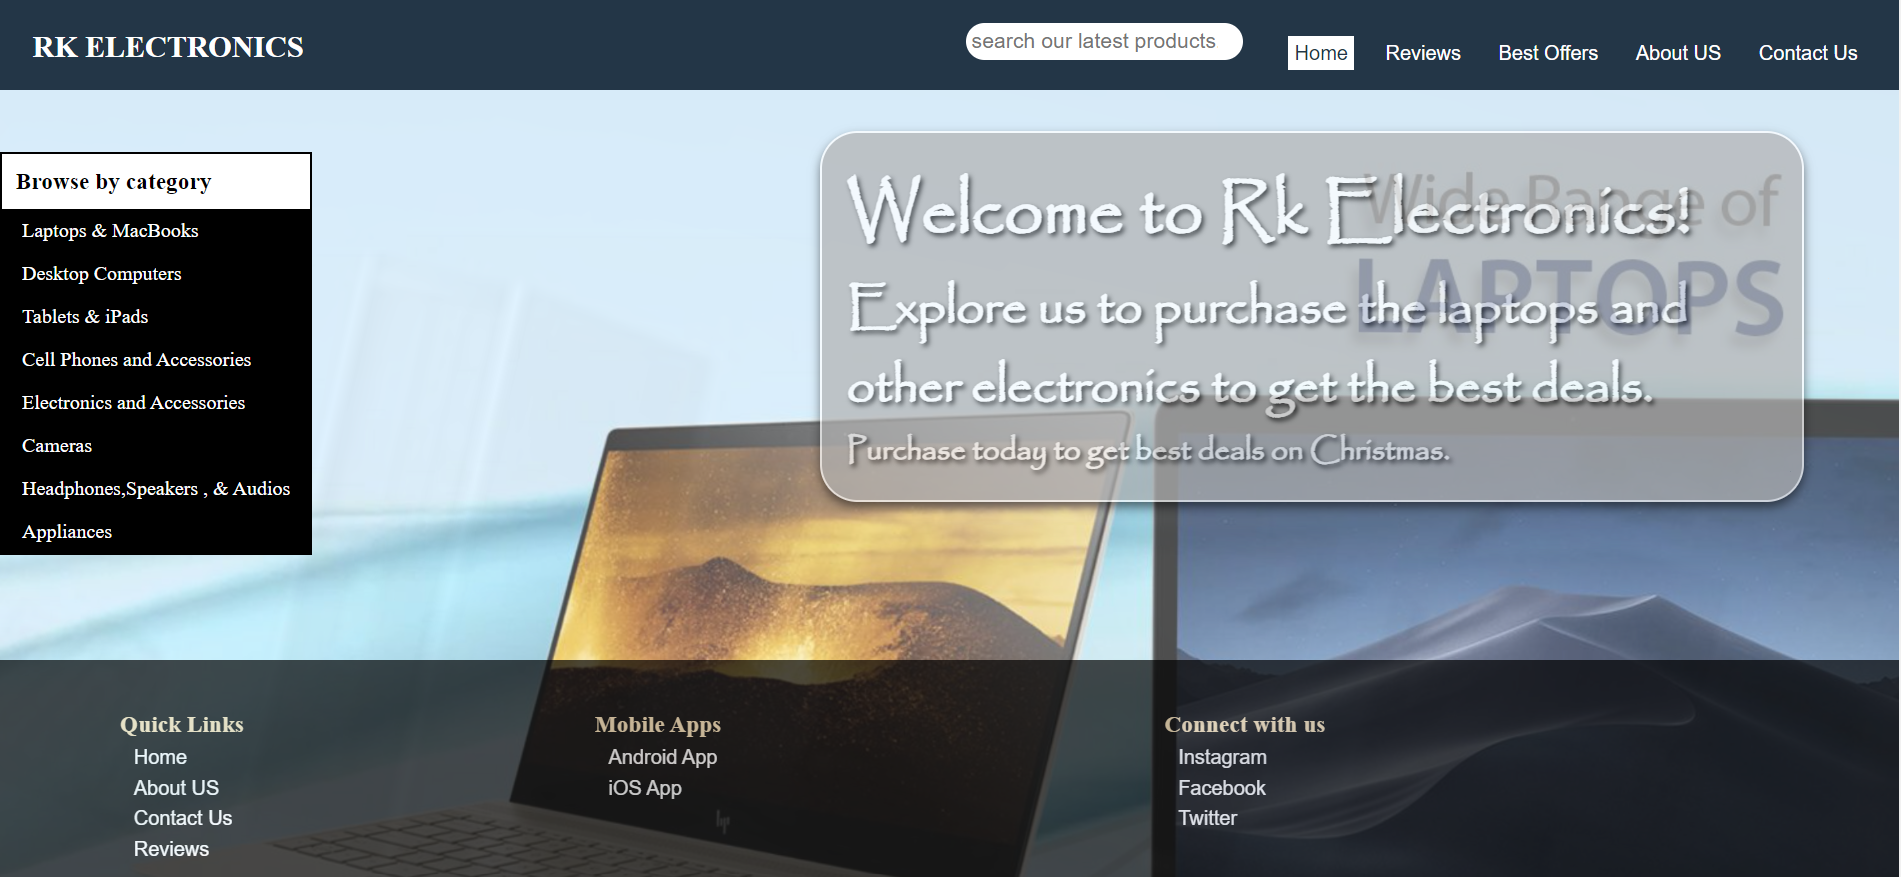 RK ELECTRONICS
search our latest products
Home
Reviews
Best Offers
About US
Contact Us
Browse by category
Laptops & MacBooks
Desktop Computers
Tablets & iPads
Cell Phones and Accessories
Electronics and Accessories
Cameras
Headphones,Speakers , & Audios
Appliances
Welcome to Rk Electronics!
Wide Range of
LAPTOPS
Explore us to purchase the laptops and
other electronics to get the best deals.
Purchase today to get best deals on Christmas.
Quick Links
Home
About US
Contact Us
Reviews
Mobile Apps
Android App
iOS App
hp
Connect with us
Instagram
Facebook
Twitter